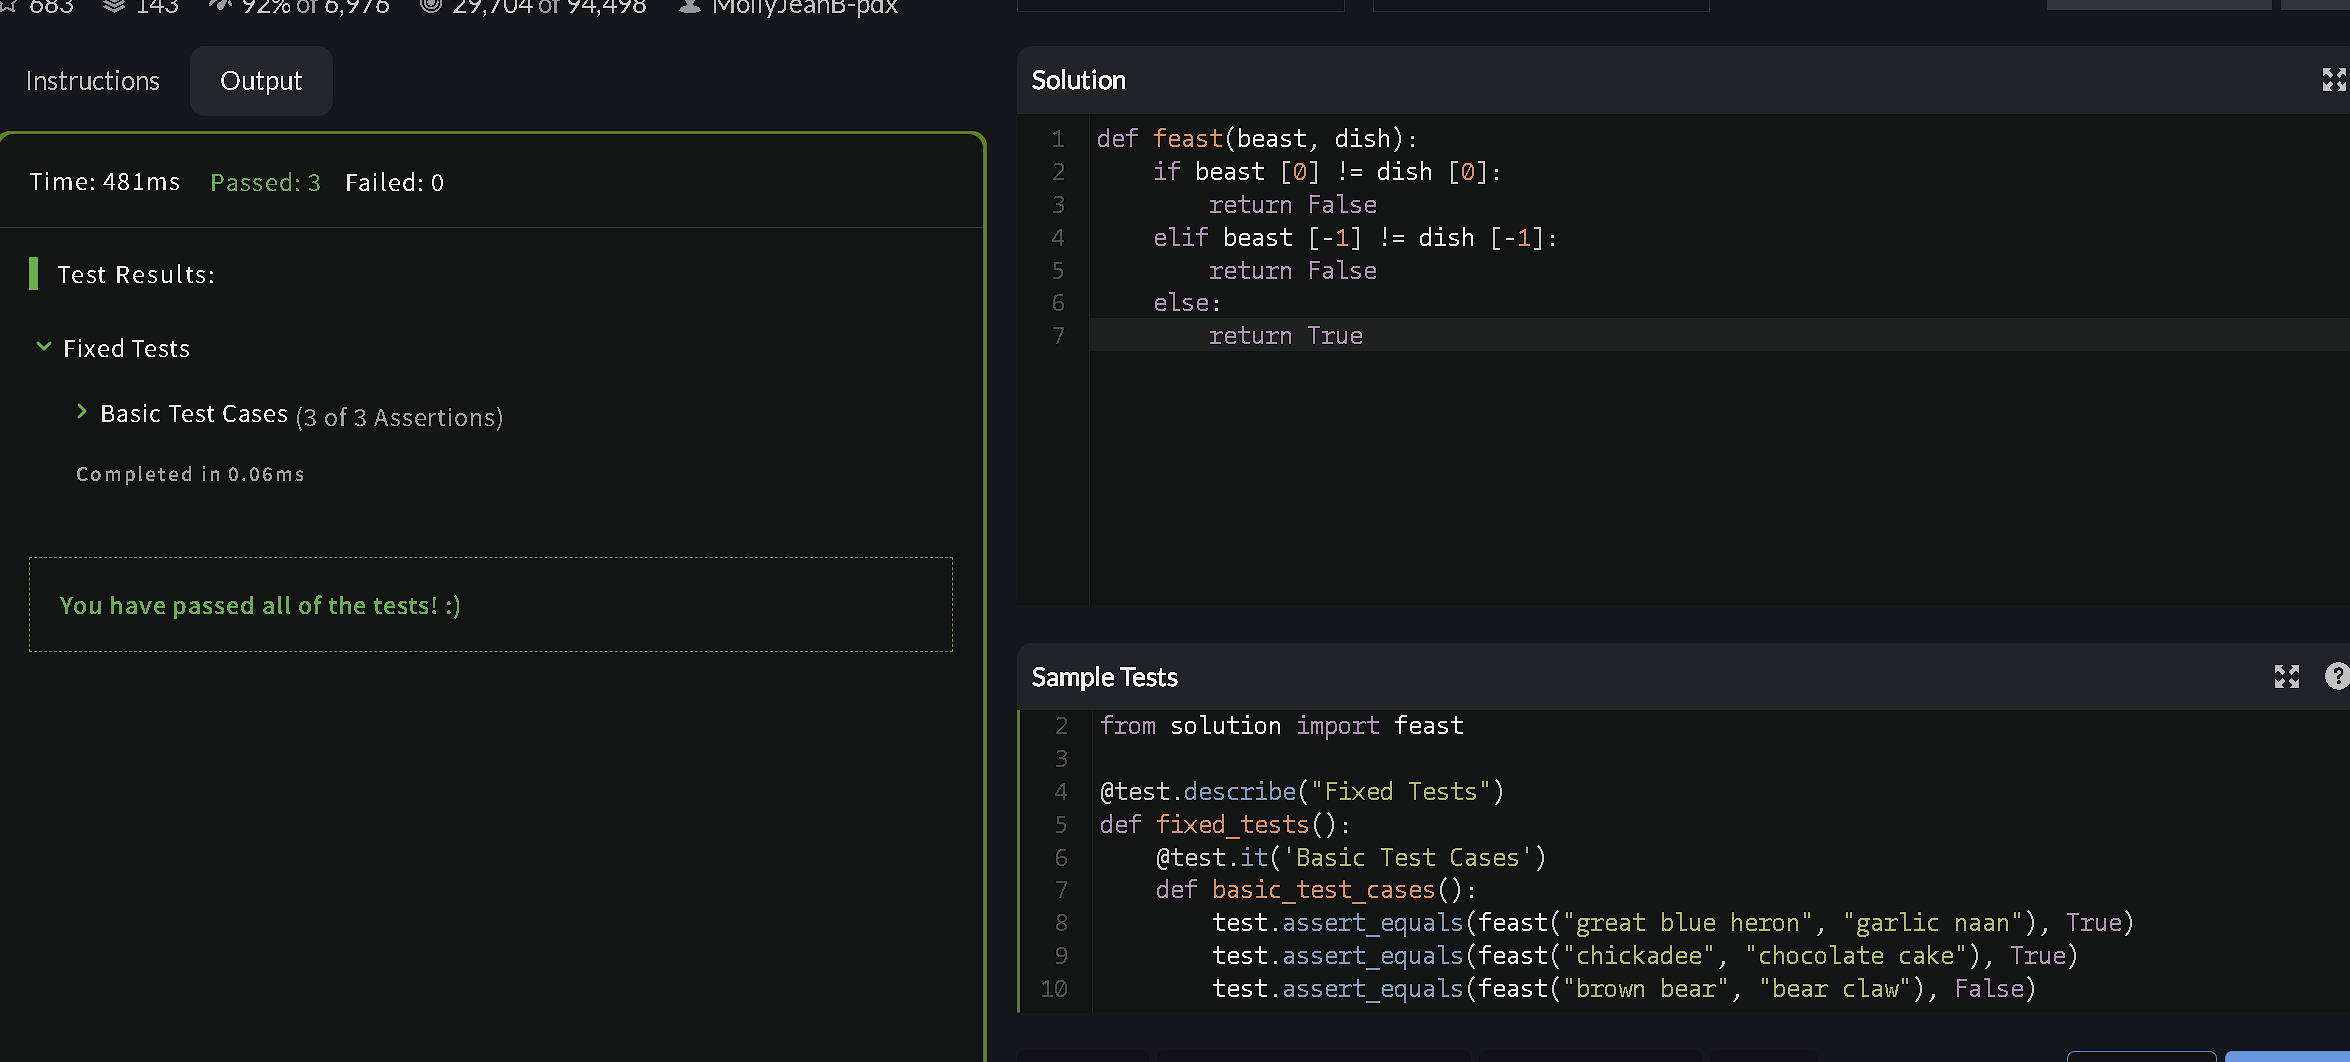 683 143 92% of 6,976 29,704 of 94,498 MollyJeanB-pdx
Instructions Output
Time: 481ms Passed: 3 Failed: 0
Test Results:
Fixed Tests
Basic Test Cases (3 of 3 Assertions)
Completed in 0.06ms
You have passed all of the tests! :)
Solution
1 def feast(beast, dish):
2     if beast [0] != dish [0]:
3         return False
4     elif beast [-1] != dish [-1]:
5         return False
6     else:
7         return True
Sample Tests
?
2 from solution import feast
3
4 @test.describe("Fixed Tests")
5 def fixed_tests():
6     @test.it('Basic Test Cases')
7     def basic_test_cases():
8         test.assert_equals(feast("great blue heron", "garlic naan"), True)
9         test.assert_equals(feast("chickadee", "chocolate cake"), True)
10         test.assert_equals(feast("brown bear", "bear claw"), False)